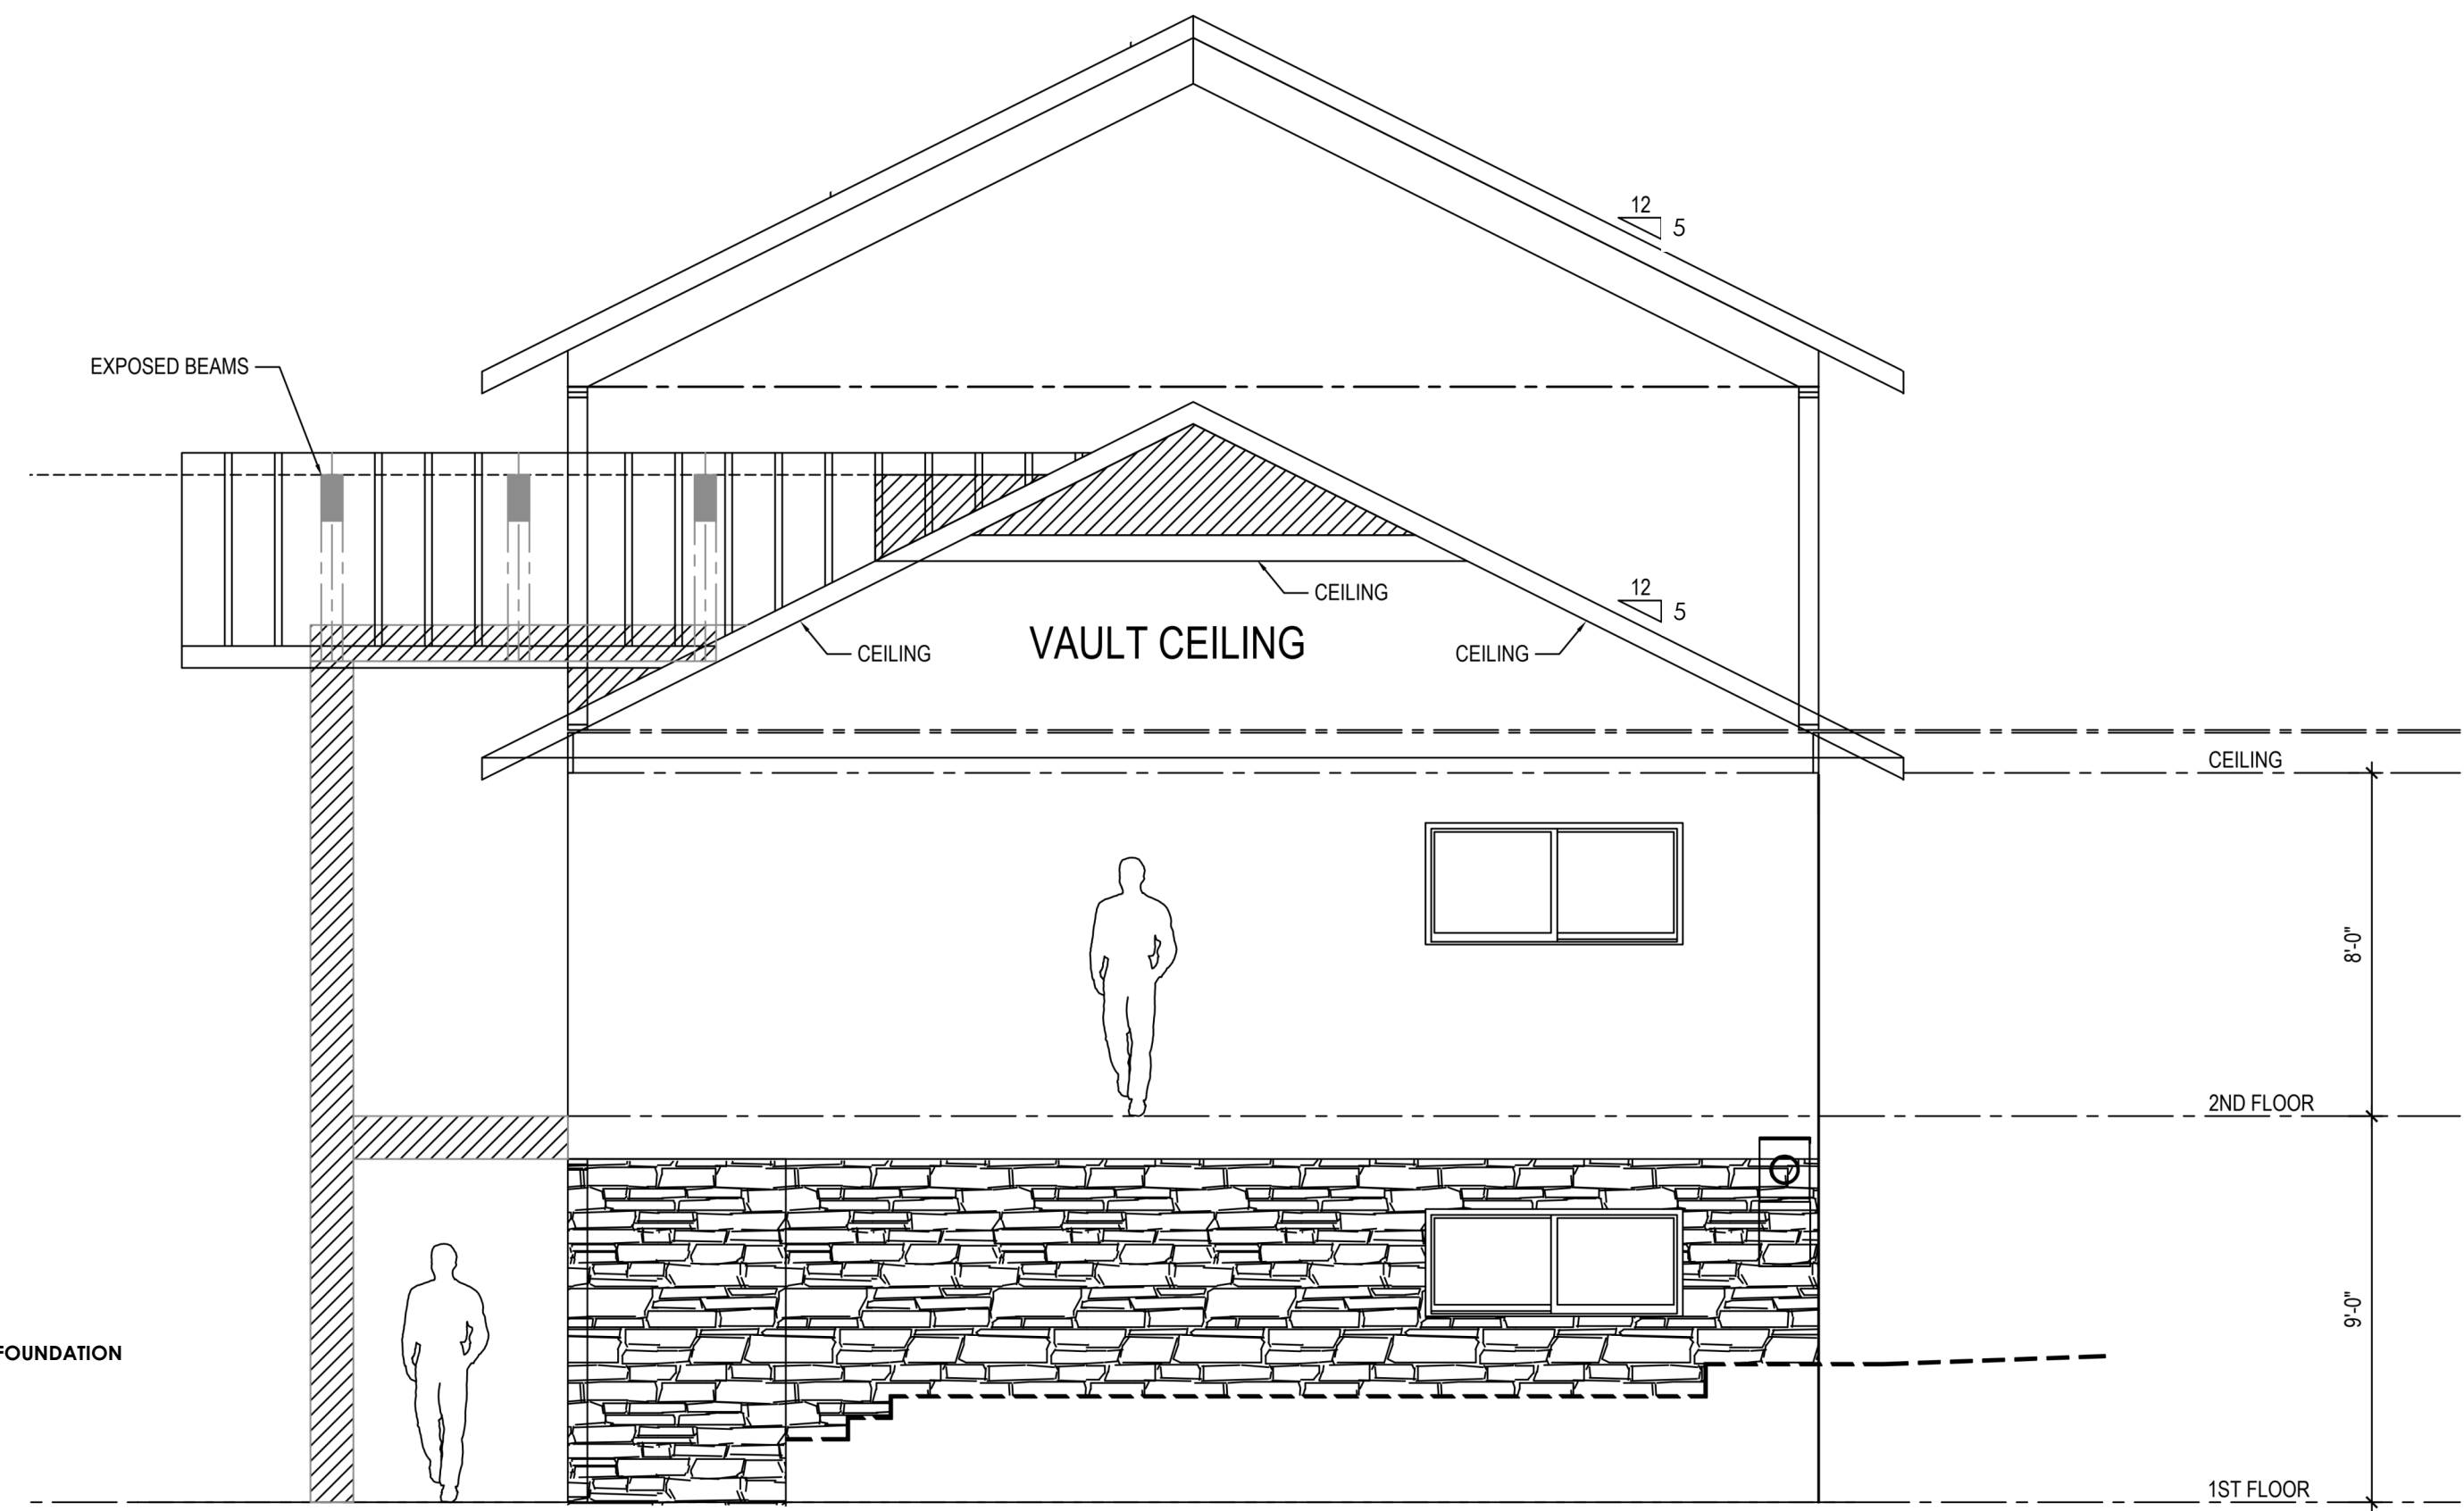 12
5
EXPOSED BEAMS
CEILING
12
5
VAULT CEILING
CEILING
CEILING
CEILING
8'-0"
2ND FLOOR
9'-0"
FOUNDATION
1ST FLOOR